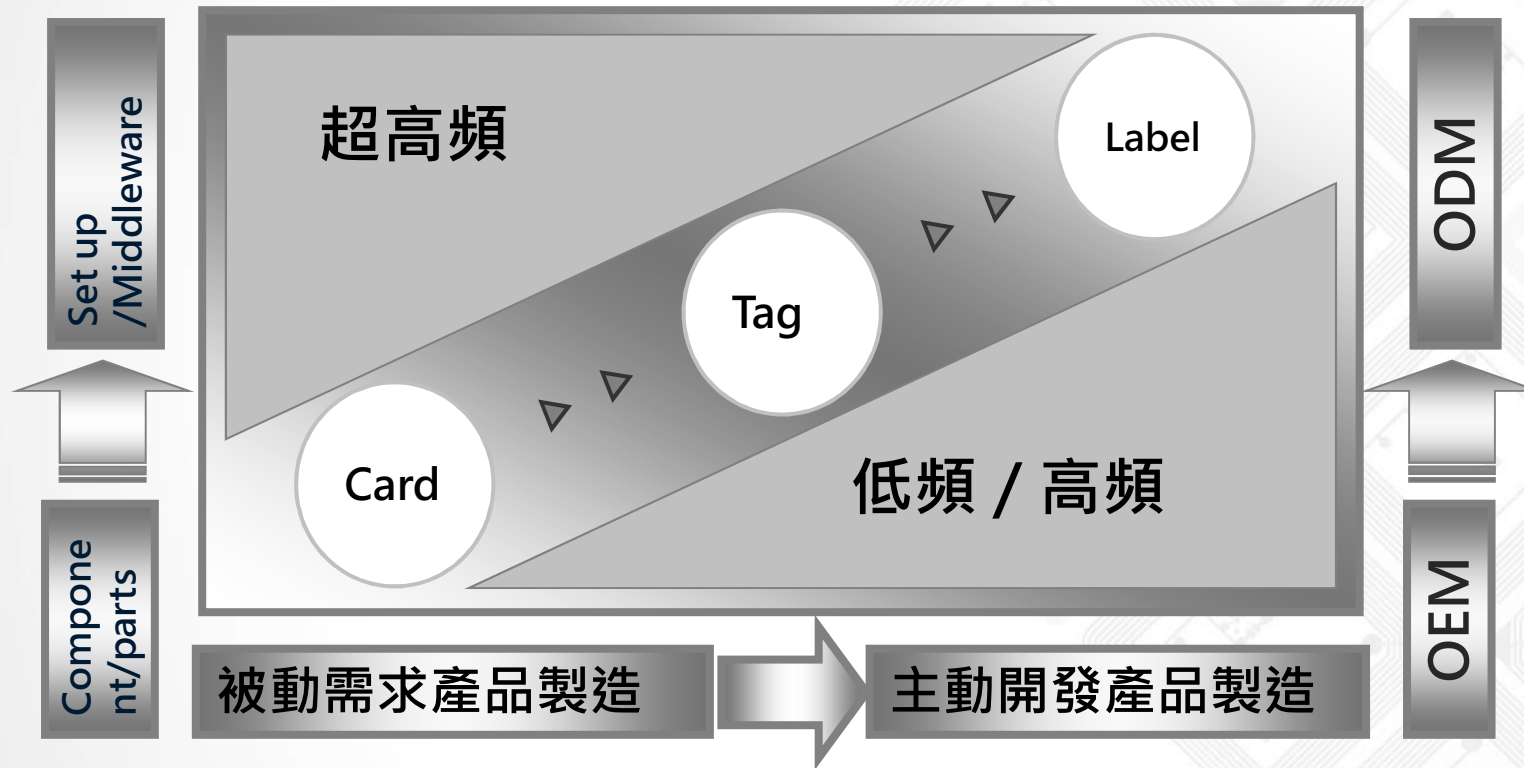 Set up
/Middleware
超高頻
Label
ODM
Tag
Card
低頻 / 高頻
Compone
nt/parts
OEM
被動需求產品製造
主動開發產品製造